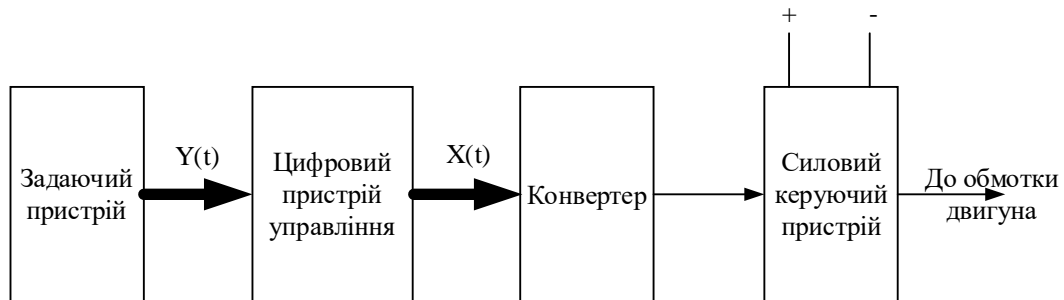 + -
Задаючий
пристрій
Y(t)
Цифровий
пристрій
управління
X(t)
Конвертер
Силовий
керуючий
пристрій
До обмотки
двигуна